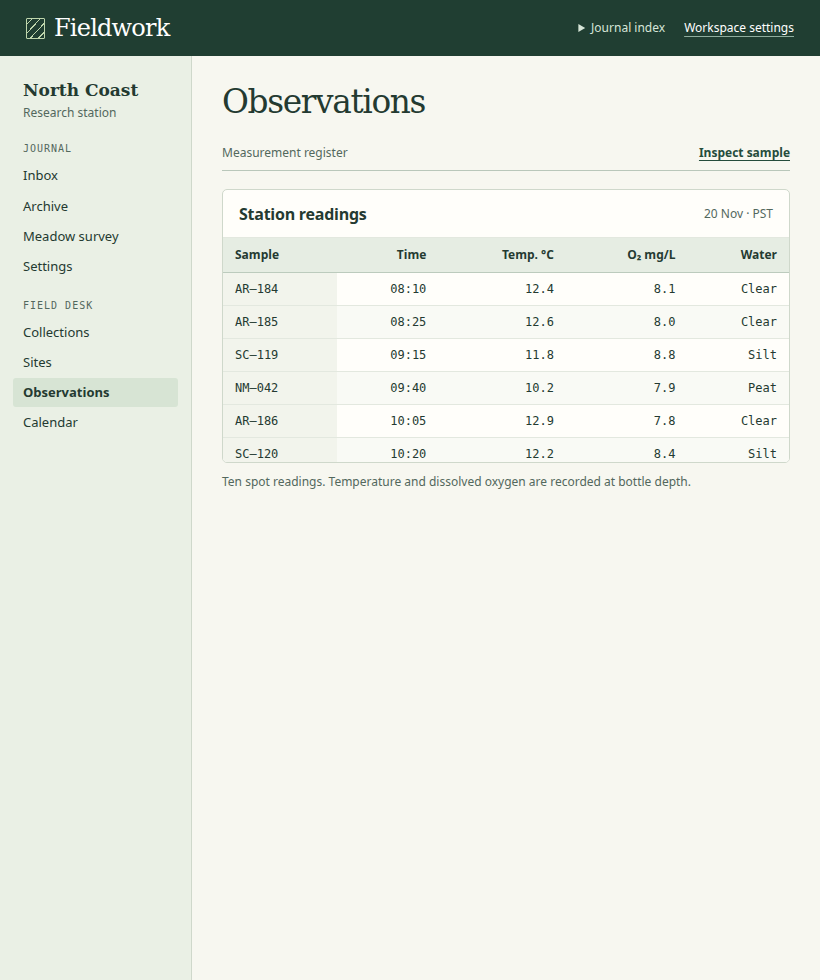 Fieldwork
▶ Journal index Workspace settings
North Coast
Research station
JOURNAL
Inbox
Archive
Meadow survey
Settings
FIELD DESK
Collections
Sites
Observations
Calendar
Observations
Measurement register Inspect sample
Station readings 20 Nov · PST
Sample Time Temp. °C O₂ mg/L Water
AR–184 08:10 12.4 8.1 Clear
AR–185 08:25 12.6 8.0 Clear
SC–119 09:15 11.8 8.8 Silt
NM–042 09:40 10.2 7.9 Peat
AR–186 10:05 12.9 7.8 Clear
SC–120 10:20 12.2 8.4 Silt
Ten spot readings. Temperature and dissolved oxygen are recorded at bottle depth.